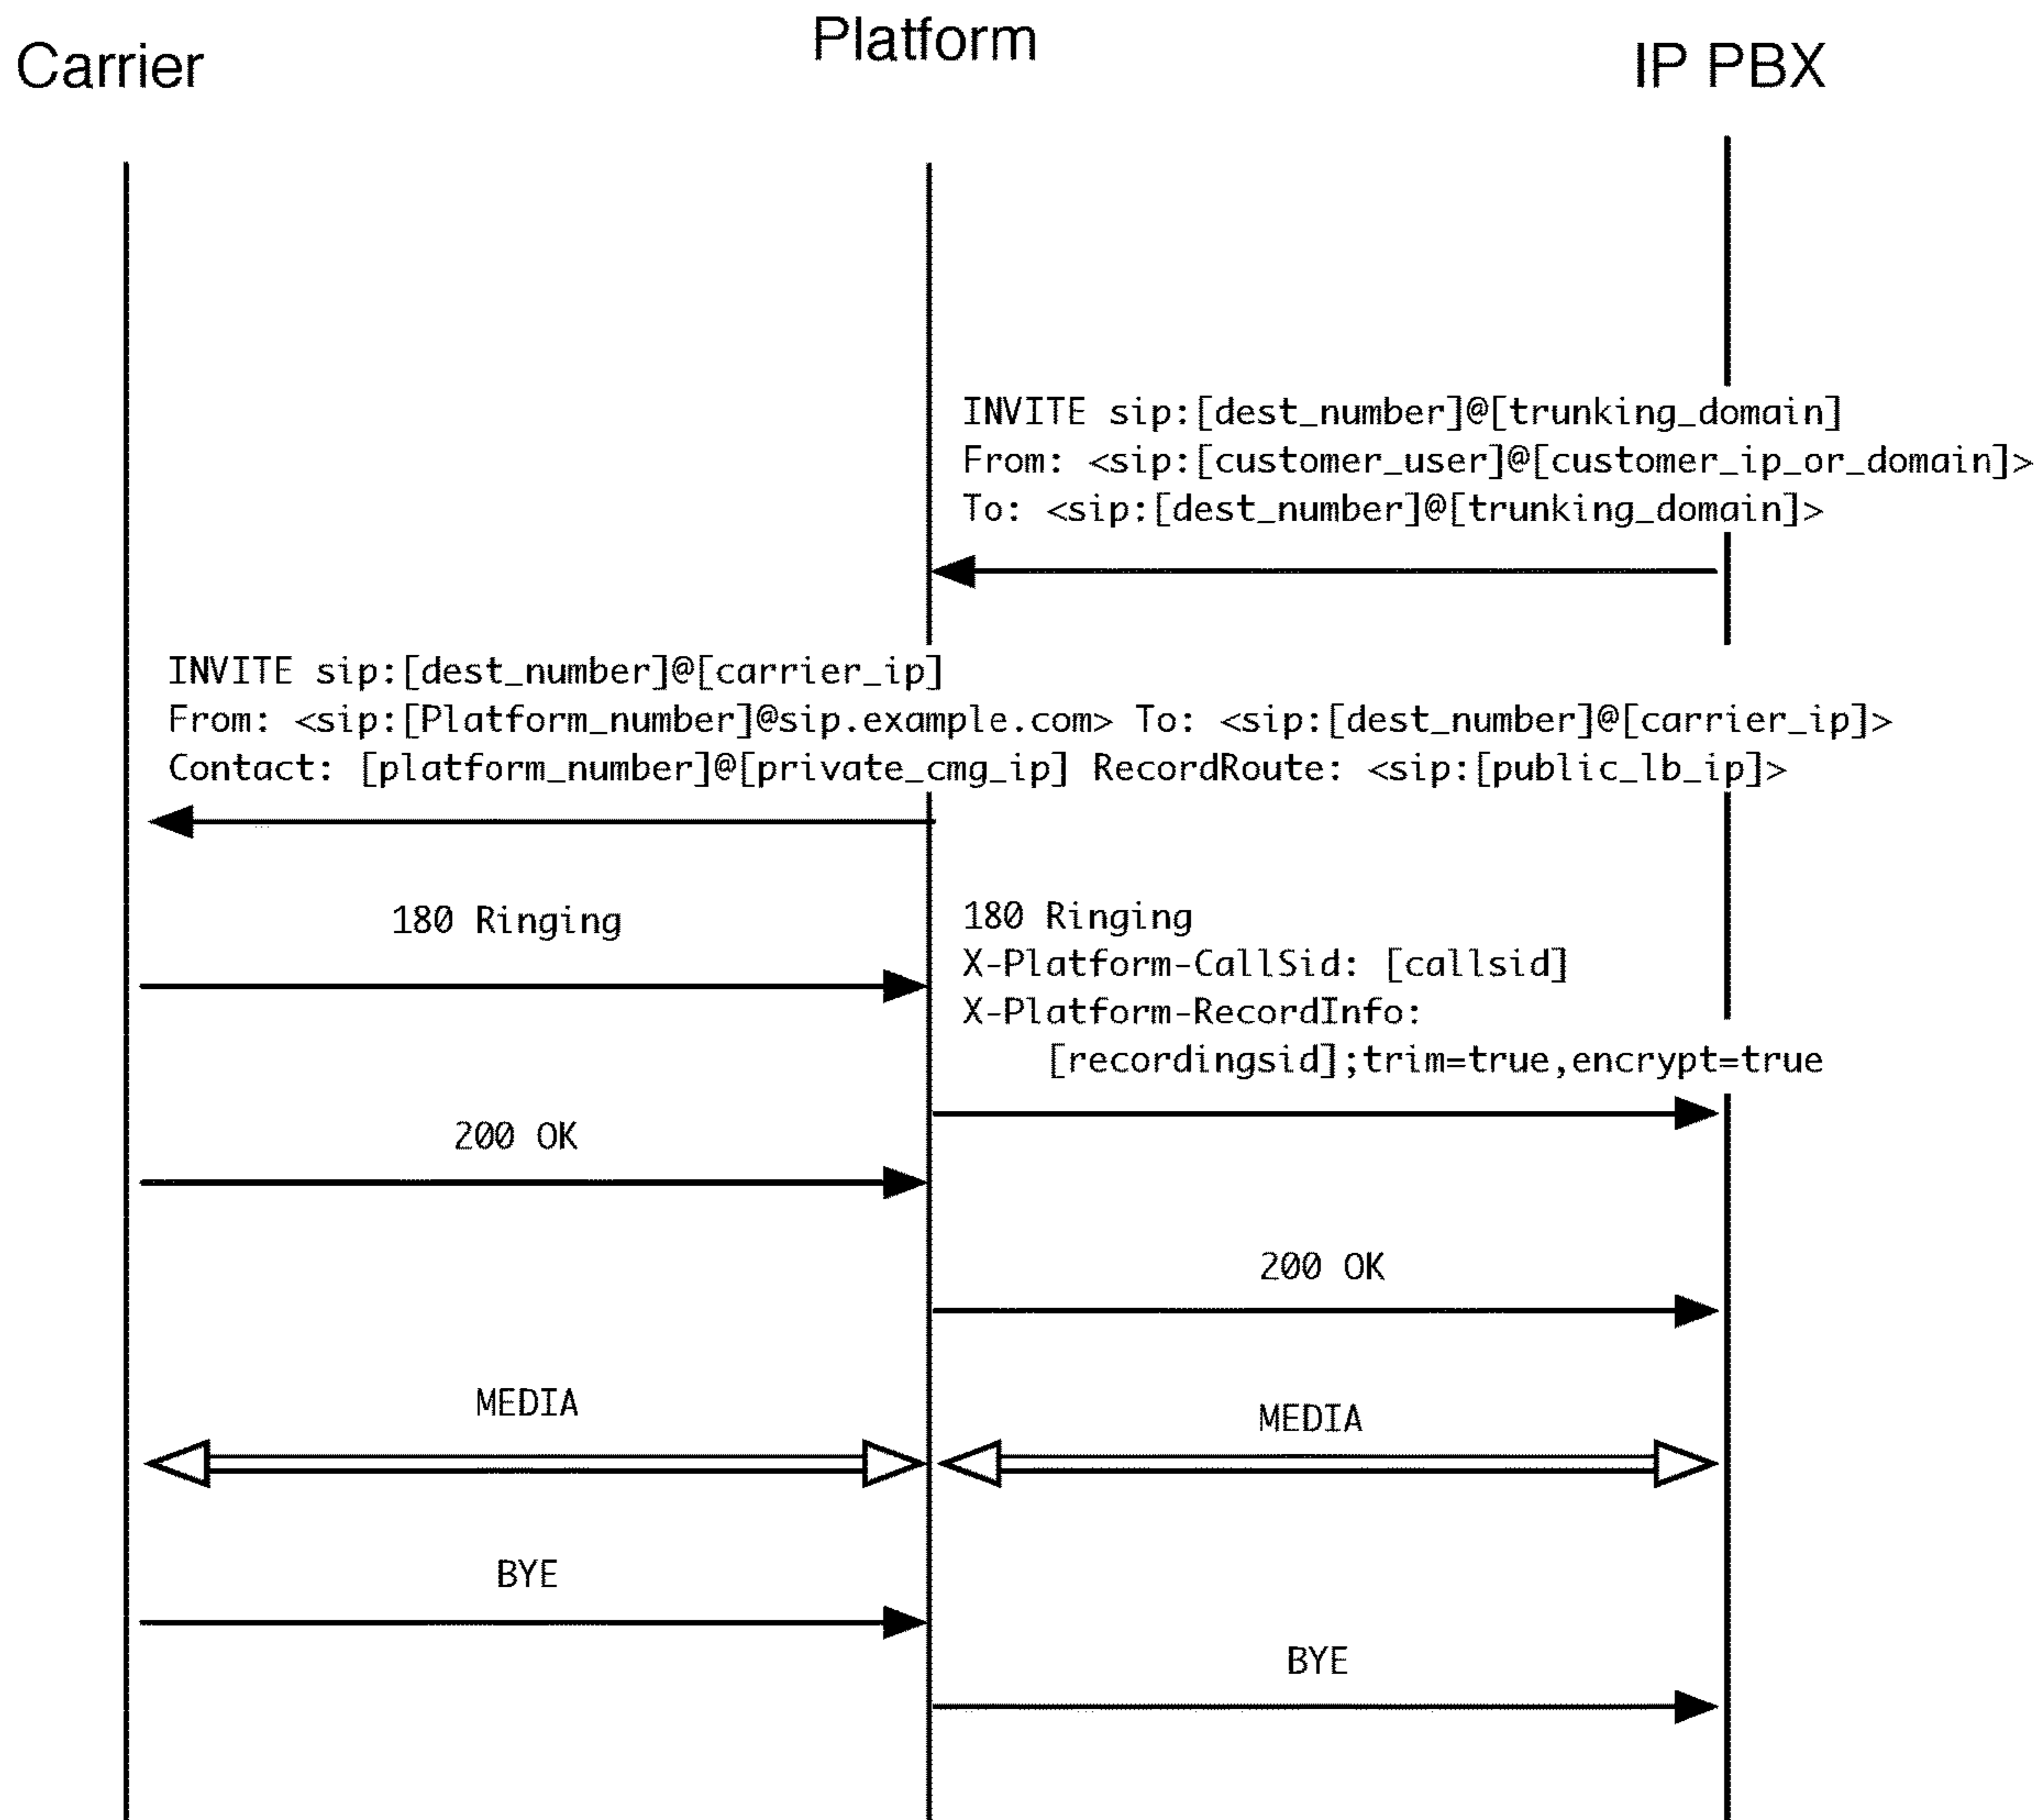 Carrier
Platform
IP PBX
INVITE sip:[dest_number]@[trunking_domain]
From: <sip:[customer_user]@[customer_ip_or_domain]>
To: <sip:[dest_number]@[trunking_domain]>
INVITE sip:[dest_number]@[carrier_ip]
From: <sip:[Platform_number]@sip.example.com> To: <sip:[dest_number]@[carrier_ip]>
Contact: [platform_number]@[private_cmg_ip] RecordRoute: <sip:[public_lb_ip]>
180 Ringing
180 Ringing
X-Platform-CallSid: [callsid]
X-Platform-RecordInfo:
[recordingsid];trim=true,encrypt=true
200 OK
200 OK
MEDIA
MEDIA
BYE
BYE